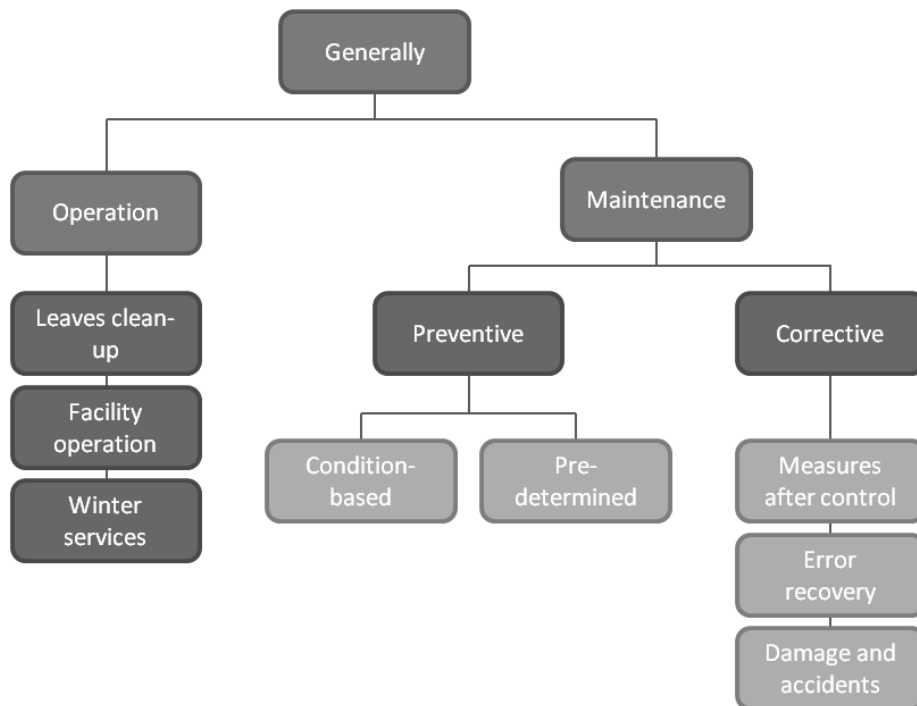 Generally
Operation
Maintenance
Leaves clean-
up
Facility
operation
Winter
services
Preventive
Corrective
Condition-
based
Pre-
determined
Measures
after control
Error
recovery
Damage and
accidents